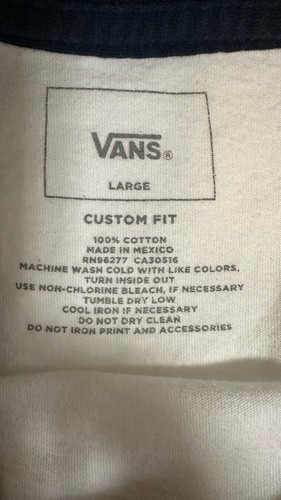 VANS®
LARGE
CUSTOM FIT
100% COTTON
MADE IN MEXICO
RN96277 CA30516
MACHINE WASH COLD WITH LIKE COLORS,
TURN INSIDE OUT
USE NON-CHLORINE BLEACH, IF NECESSARY
TUMBLE DRY LOW
COOL IRON IF NECESSARY
DO NOT DRY CLEAN
DO NOT IRON PRINT AND ACCESSORIES